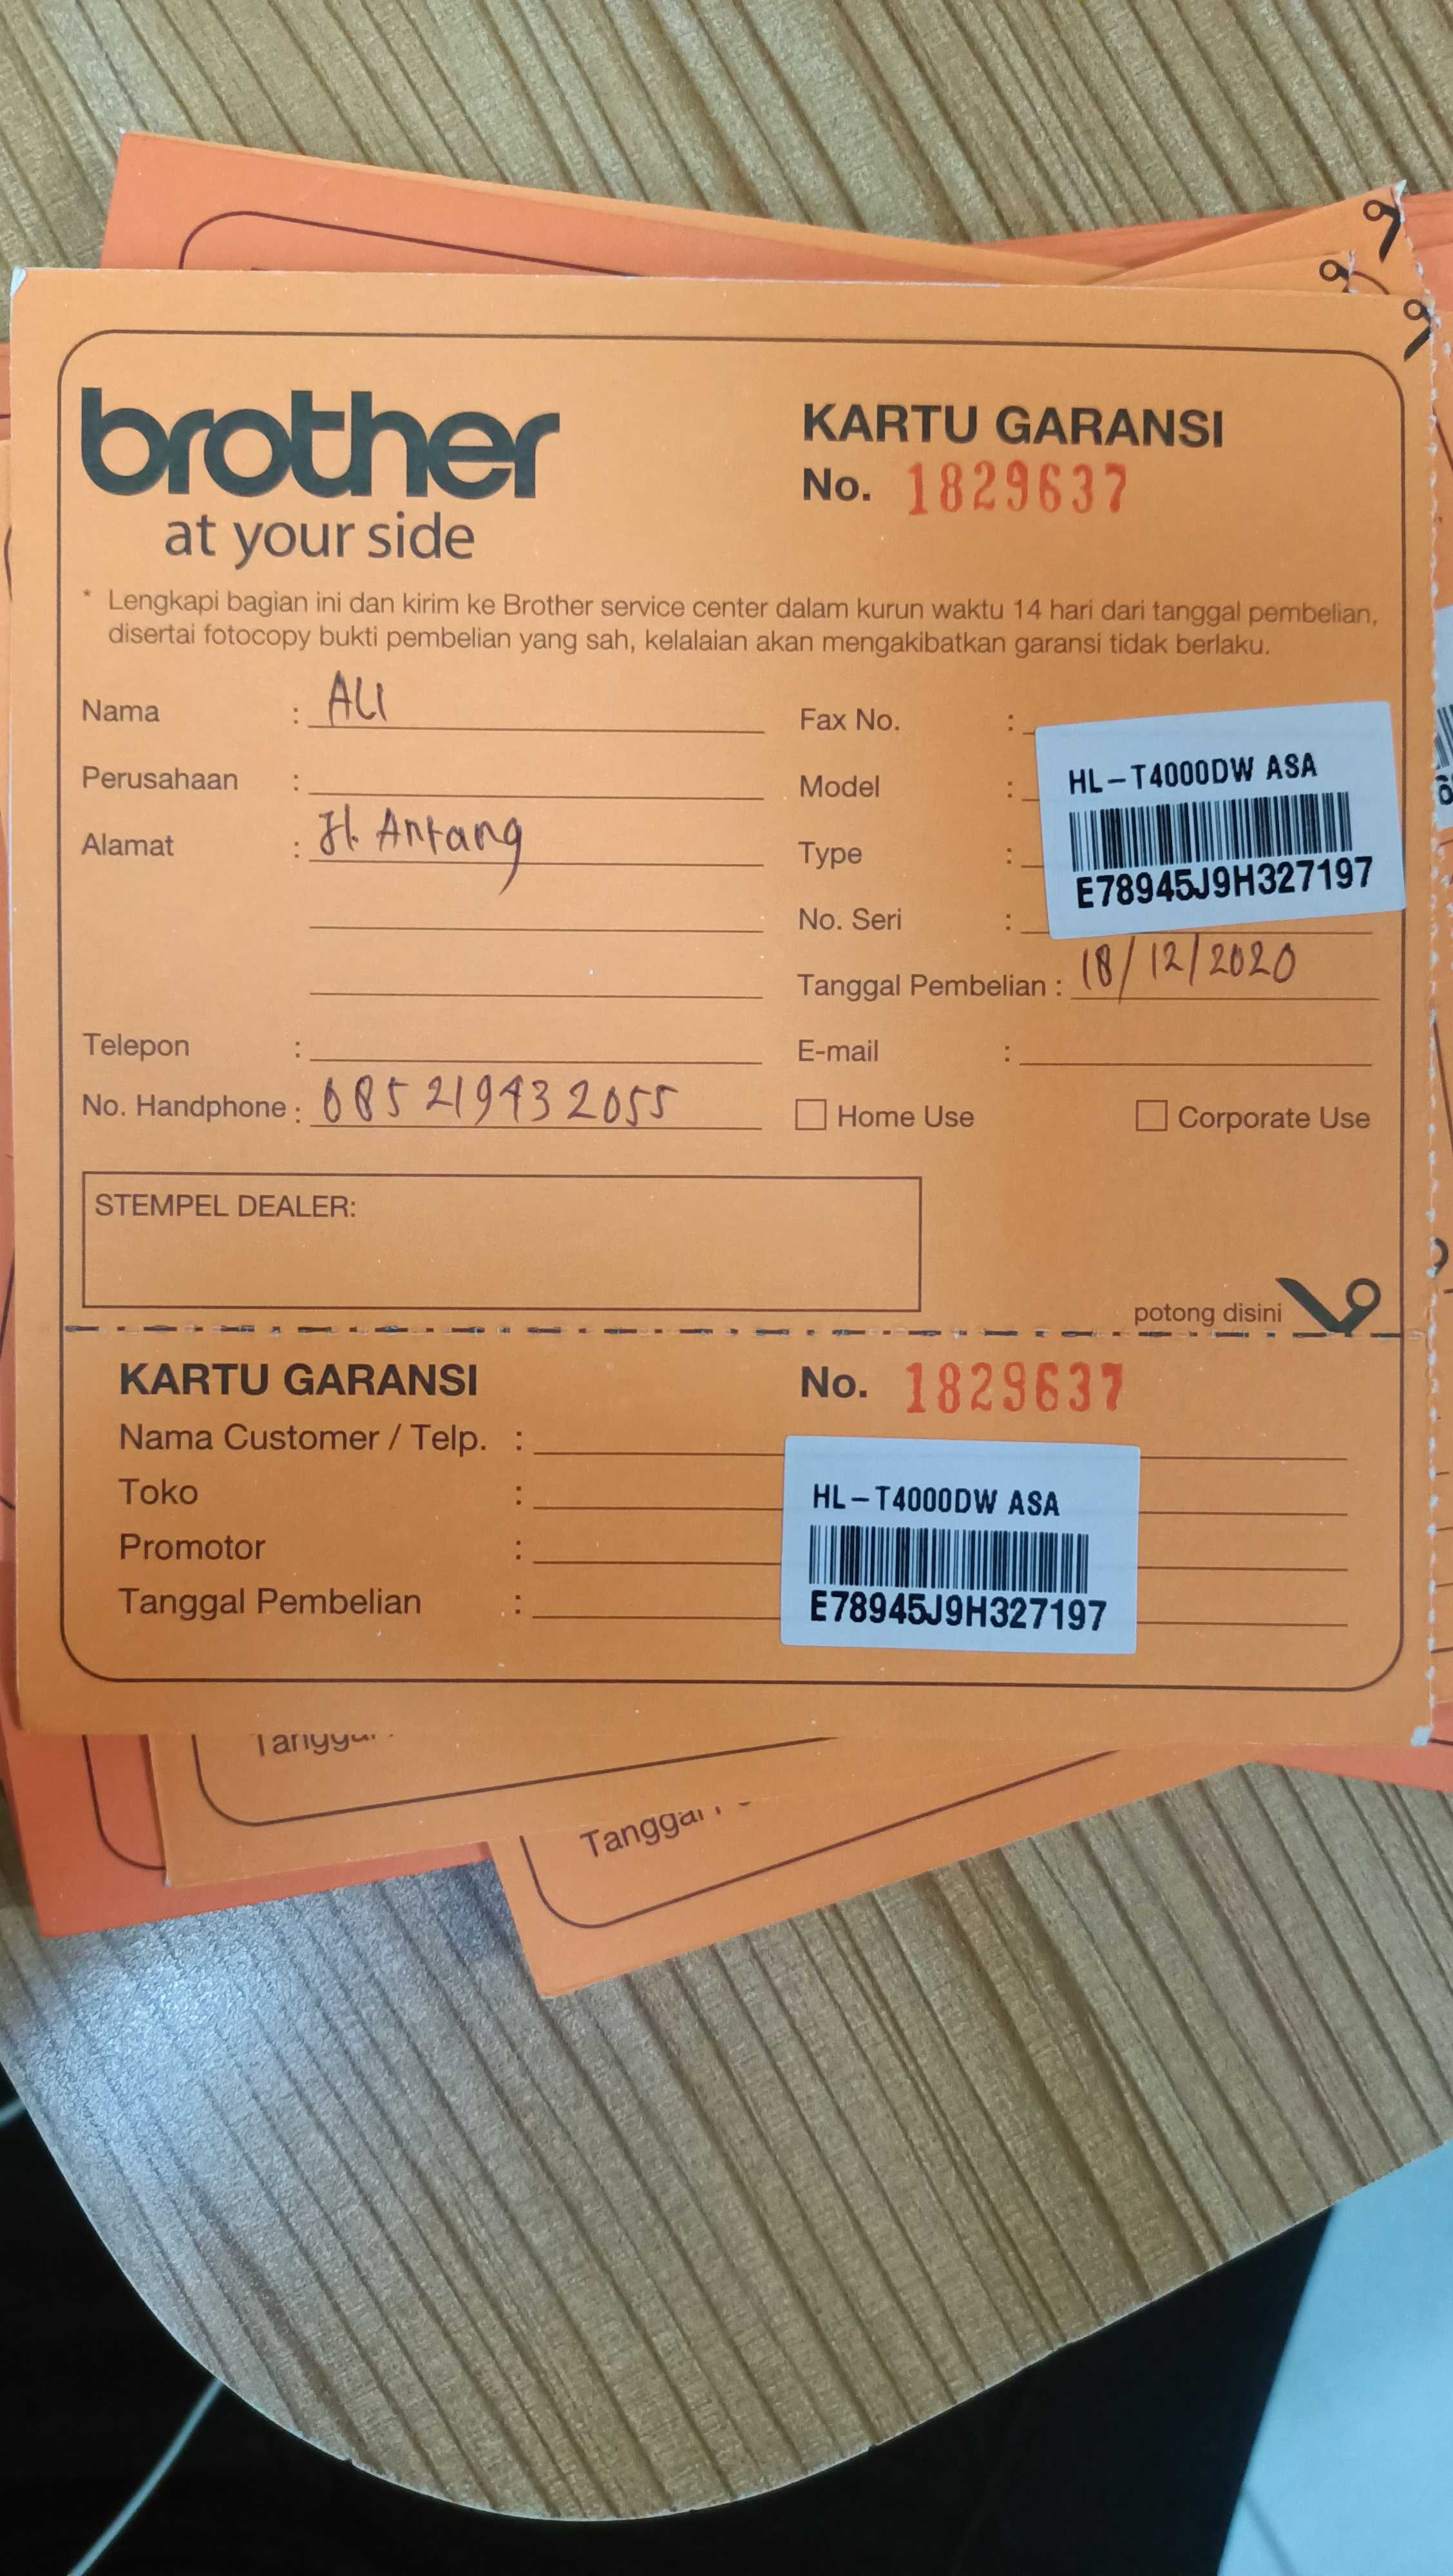 brother
at your side
KARTU GARANSI
No. 1829637
* Lengkapi bagian ini dan kirim ke Brother service center dalam kurun waktu 14 hari dari tanggal pembelian,
disertai fotocopy bukti pembelian yang sah, kelalaian akan mengakibatkan garansi tidak berlaku.
Nama : ALI
Perusahaan :
Alamat : Jl. Antang
Telepon :
No. Handphone : 085219432055
Fax No. :
Model :
Type :
No. Seri :
HL-T4000DW ASA
E78945J9H327197
Tanggal Pembelian : 18/12/2020
E-mail :
Home Use
Corporate Use
STEMPEL DEALER:
potong disini
KARTU GARANSI
No. 1829637
Nama Customer / Telp. :
Toko :
Promotor :
Tanggal Pembelian :
HL-T4000DW ASA
E78945J9H327197